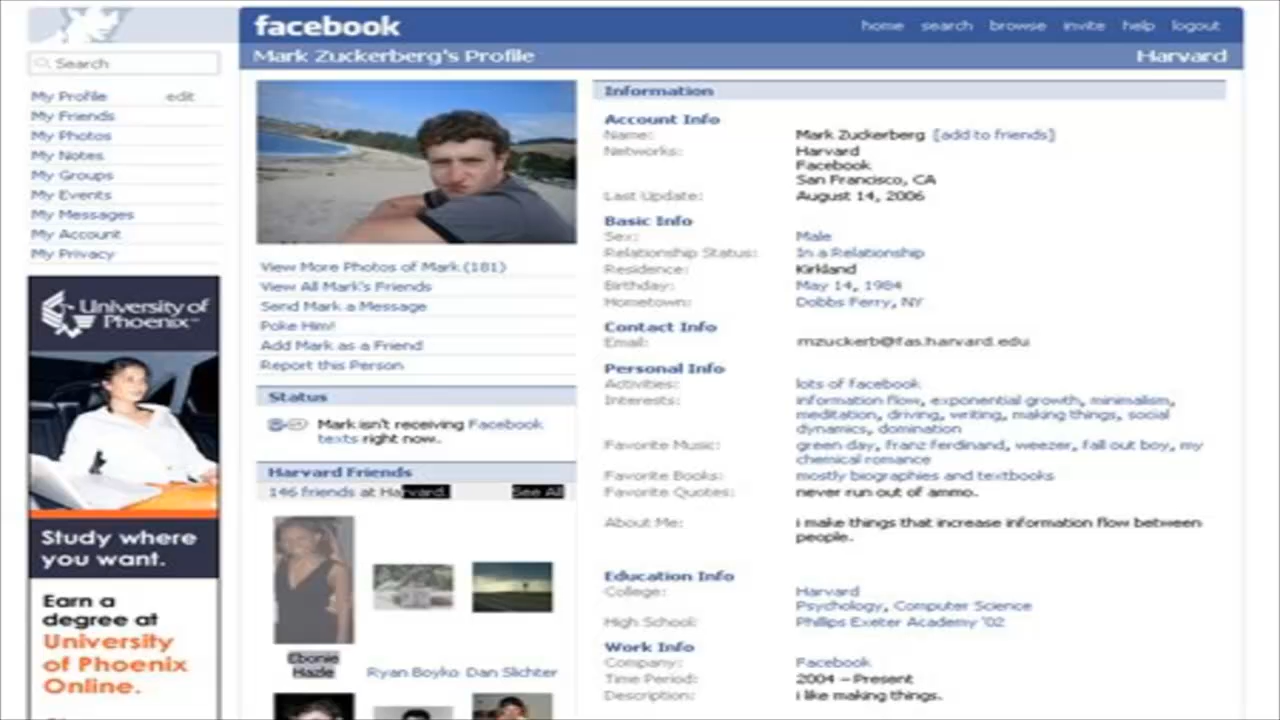 facebook
home search browse invite help logout
Mark Zuckerberg's Profile
Harvard
Search
My Profile edit
My Friends
My Photos
My Notes
My Groups
My Events
My Messages
My Account
My Privacy
University of
Phoenix
Study where
you want.
Earn a
degree at
University
of Phoenix
Online.
View More Photos of Mark (181)
View All Mark's Friends
Send Mark a Message
Poke Him!
Add Mark as a Friend
Report this Person
Status
Mark isn't receiving Facebook
texts right now.
Harvard Friends
146 friends at Harvard. See All
Ebonie
Hazle
Ryan Boyko Dan Slichter
Information
Account Info
Name: Mark Zuckerberg [add to friends]
Networks: Harvard
Facebook
San Francisco, CA
Last Update: August 14, 2006
Basic Info
Sex: Male
Relationship Status: In a Relationship
Residence: Kirkland
Birthday: May 14, 1984
Hometown: Dobbs Ferry, NY
Contact Info
Email: mzuckerb@fas.harvard.edu
Personal Info
Activities: lots of facebook
Interests: information flow, exponential growth, minimalism,
meditation, driving, writing, making things, social
dynamics, domination
Favorite Music: green day, franz ferdinand, weezer, fall out boy, my
chemical romance
Favorite Books: mostly biographies and textbooks
Favorite Quotes: never run out of ammo.
About Me: i make things that increase information flow between
people.
Education Info
College: Harvard
Psychology, Computer Science
High School: Phillips Exeter Academy '02
Work Info
Company: Facebook
Time Period: 2004 – Present
Description: i like making things.